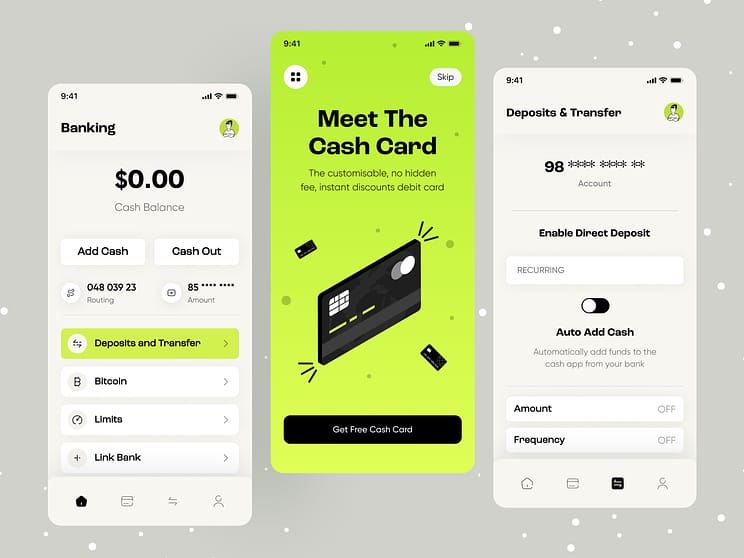 9:41
Banking
$0.00
Cash Balance
Add Cash
Cash Out
048 039 23
Routing
85 •••• ••••
Amount
Deposits and Transfer
Bitcoin
Limits
Link Bank
9:41
Skip
Meet The
Cash Card
The customisable, no hidden
fee, instant discounts debit card
Get Free Cash Card
9:41
Deposits & Transfer
98 **** **** **
Account
Enable Direct Deposit
RECURRING
Auto Add Cash
Automatically add funds to the
cash app from your bank
Amount OFF
Frequency OFF